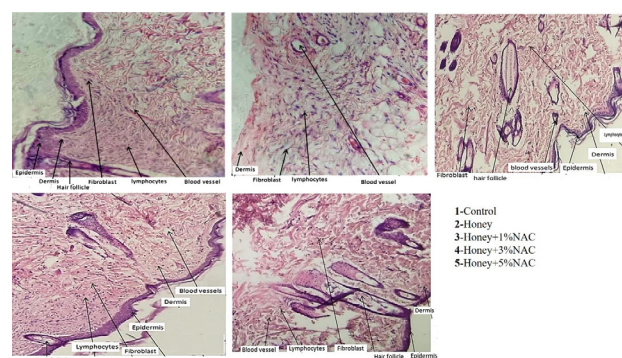 Epidermis
Dermis
Hair follicle
Fibroblast
lymphocytes
Blood vessel
Dermis
Fibroblast
lymphocytes
Blood vessel
Fibroblast
hair follicle
blood vessels
Epidermis
Dermis
Lymphocytes
Blood vessels
Dermis
Epidermis
Lymphocytes
Fibroblast
Dermis
Blood vessel
Lymphocytes
Fibroblast
Hair follicle
Epidermis
1-Control
2-Honey
3-Honey+1%NAC
4-Honey+3%NAC
5-Honey+5%NAC